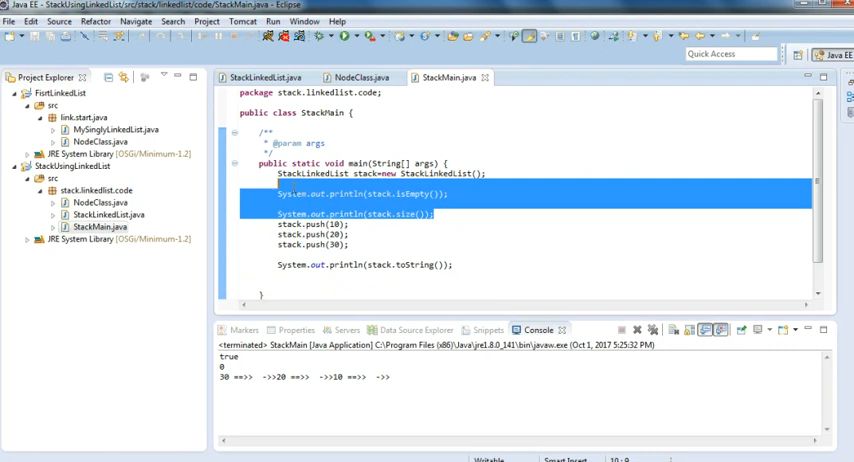 Java EE - StackUsingLinkedList/src/stack/linkedlist/code/StackMain.java - Eclipse
File Edit Source Refactor Navigate Search Project Tomcat Run Window Help
Quick Access
Java EE
Project Explorer
FisrtLinkedList
src
link.start.java
MySinglyLinkedList.java
NodeClass.java
JRE System Library [OSGi/Minimum-1.2]
StackUsingLinkedList
src
stack.linkedlist.code
NodeClass.java
StackLinkedList.java
StackMain.java
JRE System Library [OSGi/Minimum-1.2]
StackLinkedList.java NodeClass.java StackMain.java
package stack.linkedlist.code;
public class StackMain {
/**
* @param args
*/
public static void main(String[] args) {
StackLinkedList stack=new StackLinkedList();
System.out.println(stack.isEmpty());
System.out.println(stack.size());
stack.push(10);
stack.push(20);
stack.push(30);
System.out.println(stack.toString());
}
Markers Properties Servers Data Source Explorer Snippets Console
<terminated> StackMain [Java Application] C:\Program Files (x86)\Java\jre1.8.0_141\bin\javaw.exe (Oct 1, 2017 5:25:32 PM)
true
0
30 ==>> ->>20 ==>> ->>10 ==>> ->>
Writable Smart Insert 10 : 9